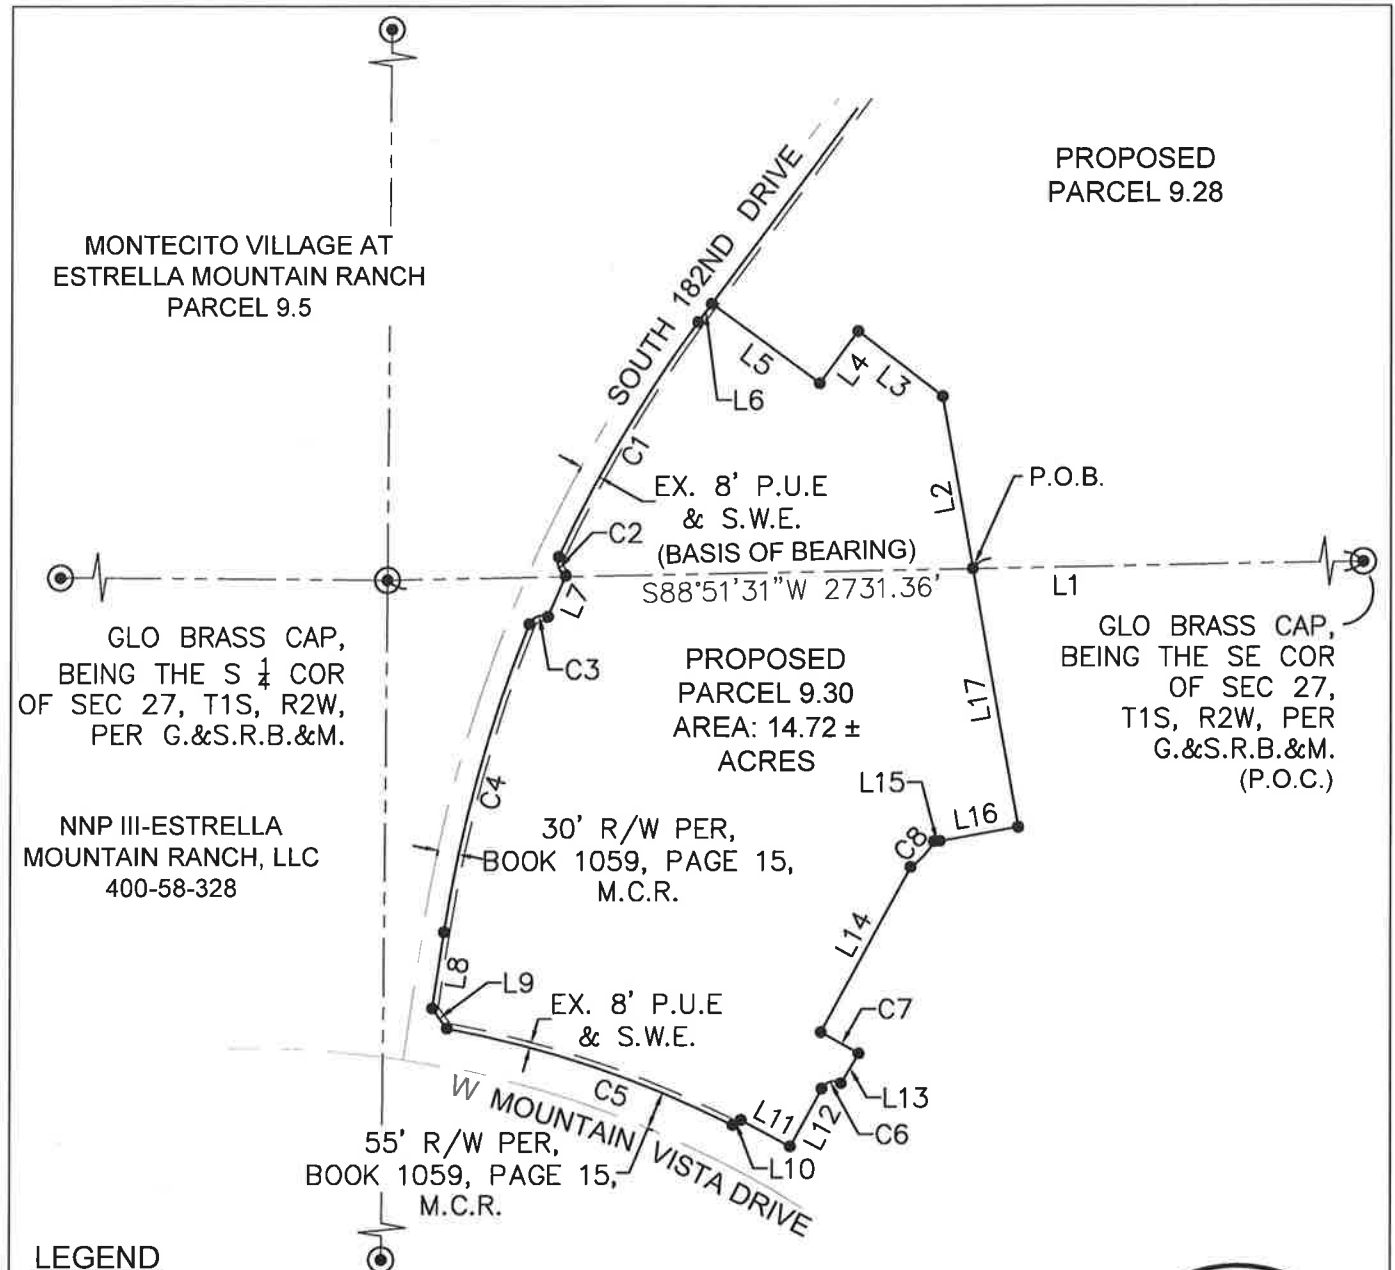 PROPOSED
PARCEL 9.28
MONTECITO VILLAGE AT
ESTRELLA MOUNTAIN RANCH
PARCEL 9.5
SOUTH 182ND DRIVE
L5
L4
L3
L6
C1
EX. 8' P.U.E
& S.W.E.
L2
P.O.B.
C2
(BASIS OF BEARING)
S88°51'31"W 2731.36'
L1
L7
GLO BRASS CAP,
BEING THE S 1/4 COR
OF SEC 27, T1S, R2W,
PER G.&S.R.B.&M.
C3
PROPOSED
PARCEL 9.30
AREA: 14.72 ±
ACRES
L17
GLO BRASS CAP,
BEING THE SE COR
OF SEC 27,
T1S, R2W, PER
G.&S.R.B.&M.
(P.O.C.)
C4
L15
L16
C8
NNP III-ESTRELLA
MOUNTAIN RANCH, LLC
400-58-328
30' R/W PER,
BOOK 1059, PAGE 15,
M.C.R.
L14
L8
L9
EX. 8' P.U.E
& S.W.E.
C7
C5
L13
L11
L12
C6
L10
W MOUNTAIN VISTA DRIVE
55' R/W PER,
BOOK 1059, PAGE 15,
M.C.R.
LEGEND